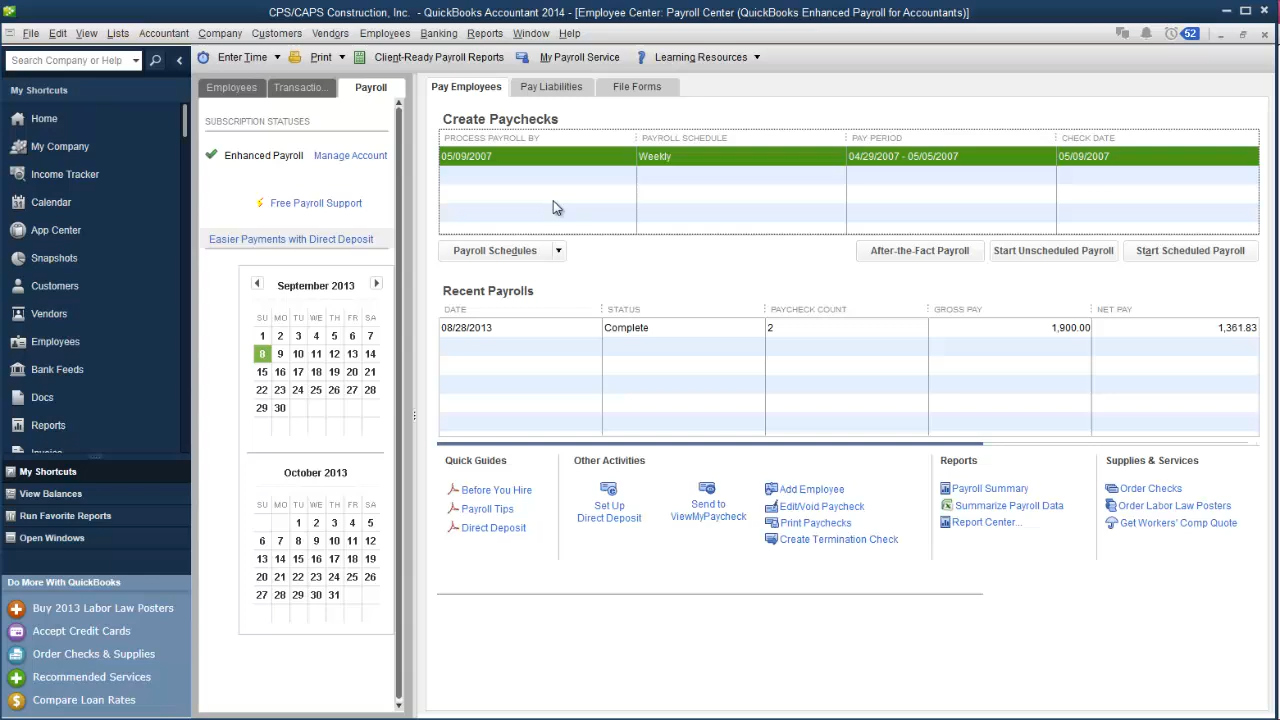 CPS/CAPS Construction, Inc. - QuickBooks Accountant 2014 - [Employee Center: Payroll Center (QuickBooks Enhanced Payroll for Accountants)]
File Edit View Lists Accountant Company Customers Vendors Employees Banking Reports Window Help 52
Search Company or Help Enter Time Print Client-Ready Payroll Reports My Payroll Service ? Learning Resources
My Shortcuts
Home
My Company
Income Tracker
Calendar
App Center
Snapshots
Customers
Vendors
Employees
Bank Feeds
Docs
Reports
My Shortcuts
View Balances
Run Favorite Reports
Open Windows
Do More With QuickBooks
Buy 2013 Labor Law Posters
Accept Credit Cards
Order Checks & Supplies
Recommended Services
Compare Loan Rates
Employees Transactio... Payroll
SUBSCRIPTION STATUSES
Enhanced Payroll Manage Account
Free Payroll Support
Easier Payments with Direct Deposit
September 2013
SU MO TU WE TH FR SA
1 2 3 4 5 6 7
8 9 10 11 12 13 14
15 16 17 18 19 20 21
22 23 24 25 26 27 28
29 30
October 2013
SU MO TU WE TH FR SA
1 2 3 4 5
6 7 8 9 10 11 12
13 14 15 16 17 18 19
20 21 22 23 24 25 26
27 28 29 30 31
Pay Employees Pay Liabilities File Forms
Create Paychecks
PROCESS PAYROLL BY PAYROLL SCHEDULE PAY PERIOD CHECK DATE
05/09/2007 Weekly 04/29/2007 - 05/05/2007 05/09/2007
Payroll Schedules After-the-Fact Payroll Start Unscheduled Payroll Start Scheduled Payroll
Recent Payrolls
DATE STATUS PAYCHECK COUNT GROSS PAY NET PAY
08/28/2013 Complete 2 1,900.00 1,361.83
Quick Guides
Before You Hire
Payroll Tips
Direct Deposit
Other Activities
Set Up
Direct Deposit
Send to
ViewMyPaycheck
Add Employee
Edit/Void Paycheck
Print Paychecks
Create Termination Check
Reports
Payroll Summary
Summarize Payroll Data
Report Center...
Supplies & Services
Order Checks
Order Labor Law Posters
Get Workers' Comp Quote